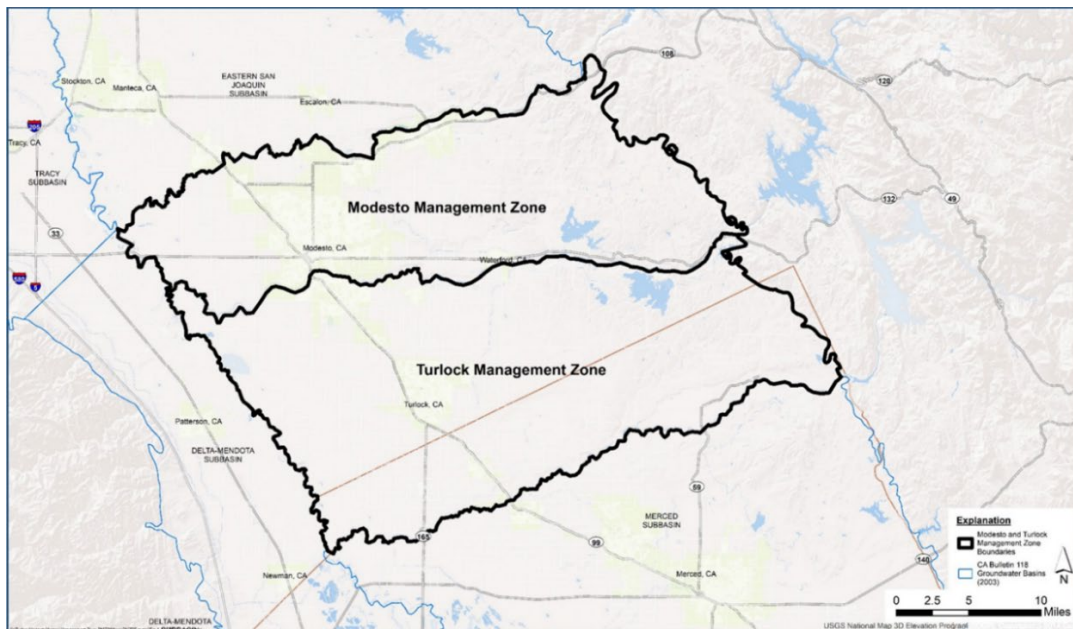 108
Stockton, CA
Manteca, CA
EASTERN SAN
JOAQUIN
SUBBASIN
Escalon, CA
Tracy, CA
TRACY
SUBBASIN
132
49
Modesto Management Zone
33
Modesto, CA
Waterford, CA
580
5
Turlock Management Zone
Turlock, CA
Patterson, CA
DELTA-MENDOTA
SUBBASIN
59
MERCED
SUBBASIN
165
99
Newman, CA
Merced, CA
140
DELTA-MENDOTA
Explanation
Modesto and Turlock
Management Zone
Boundaries
CA Bulletin 118
Groundwater Basins
(2003)
N
0 2.5 5 10
Miles
USGS National Map 3D Elevation Program